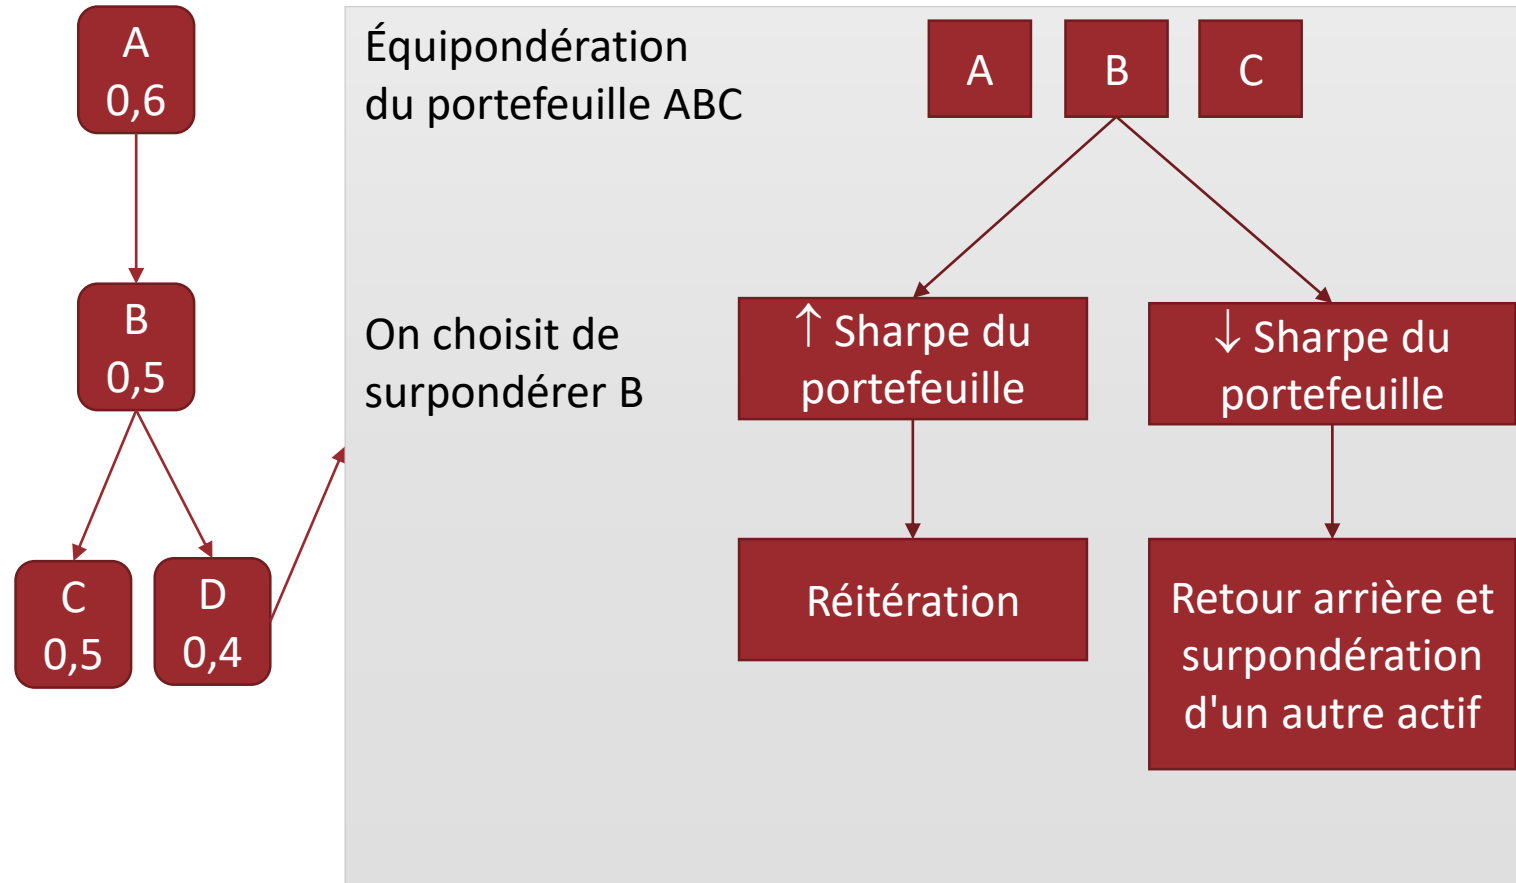 A
0,6
B
0,5
C
0,5
D
0,4
Équipondération
du portefeuille ABC
A
B
C
On choisit de
surpondérer B
↑ Sharpe du
portefeuille
↓ Sharpe du
portefeuille
Réitération
Retour arrière et
surpondération
d'un autre actif